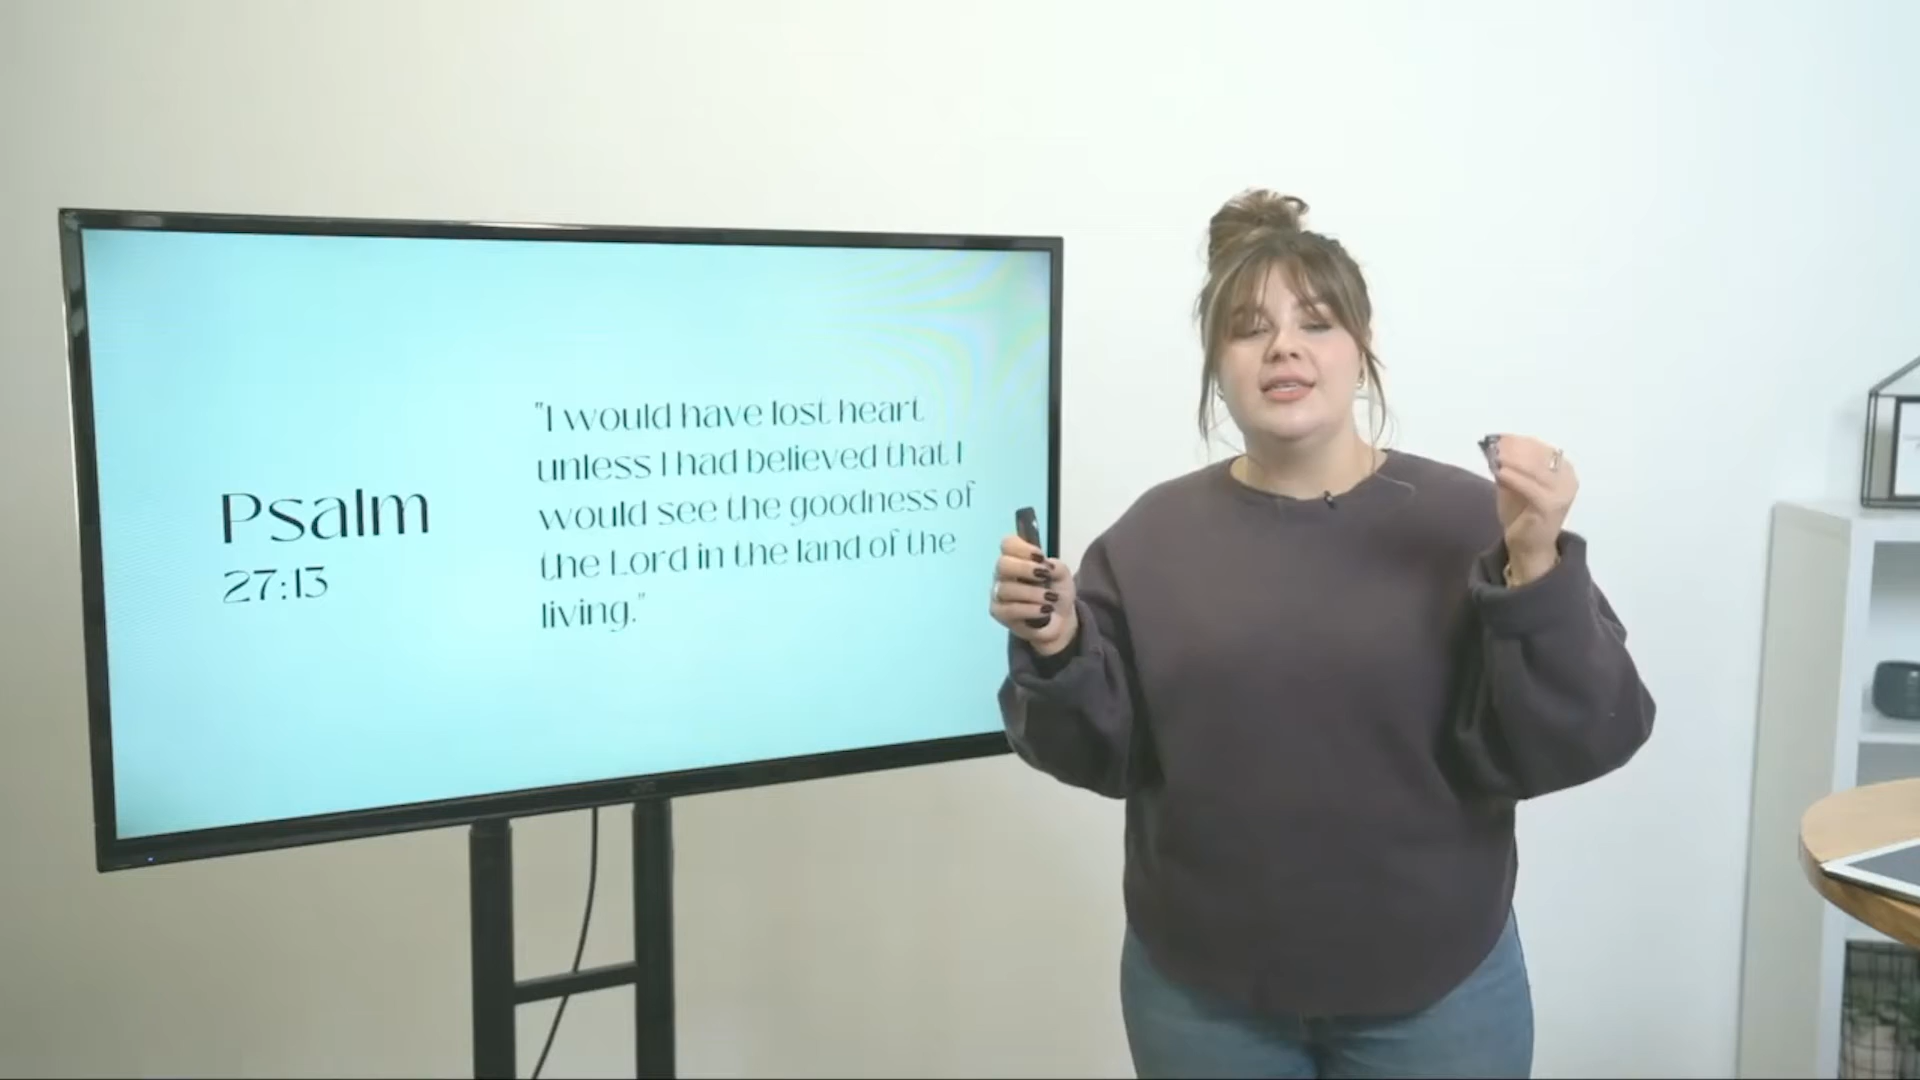 Psalm
27:13
"I would have lost heart
unless I had believed that I
would see the goodness of
the Lord in the land of the
living."